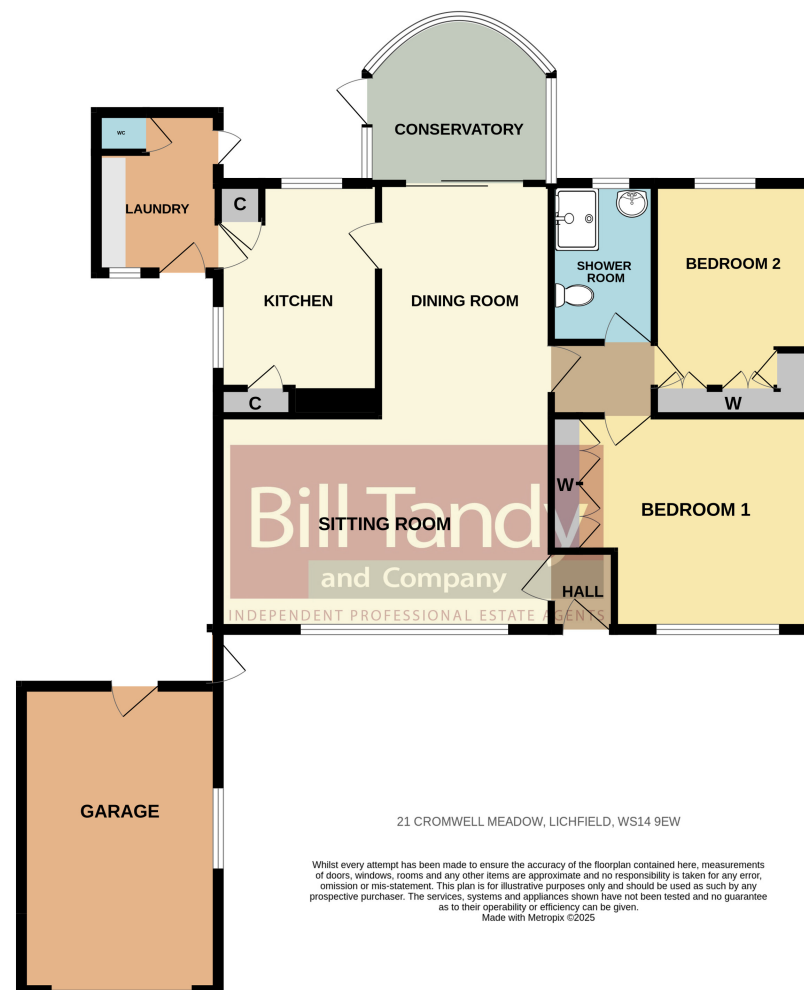 CONSERVATORY
WC
LAUNDRY
C
KITCHEN
DINING ROOM
SHOWER
ROOM
BEDROOM 2
C
W
W
BEDROOM 1
Bill Tandy
SITTING ROOM
and Company
HALL
INDEPENDENT PROFESSIONAL ESTATE AGENTS
GARAGE
21 CROMWELL MEADOW, LICHFIELD, WS14 9EW
Whilst every attempt has been made to ensure the accuracy of the floorplan contained here, measurements
of doors, windows, rooms and any other items are approximate and no responsibility is taken for any error,
omission or mis-statement. This plan is for illustrative purposes only and should be used as such by any
prospective purchaser. The services, systems and appliances shown have not been tested and no guarantee
as to their operability or efficiency can be given.
Made with Metropix ©2025